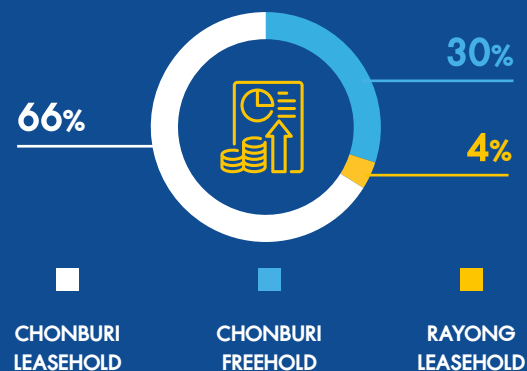 30%
66%
4%
CHONBURI
LEASEHOLD
CHONBURI
FREEHOLD
RAYONG
LEASEHOLD